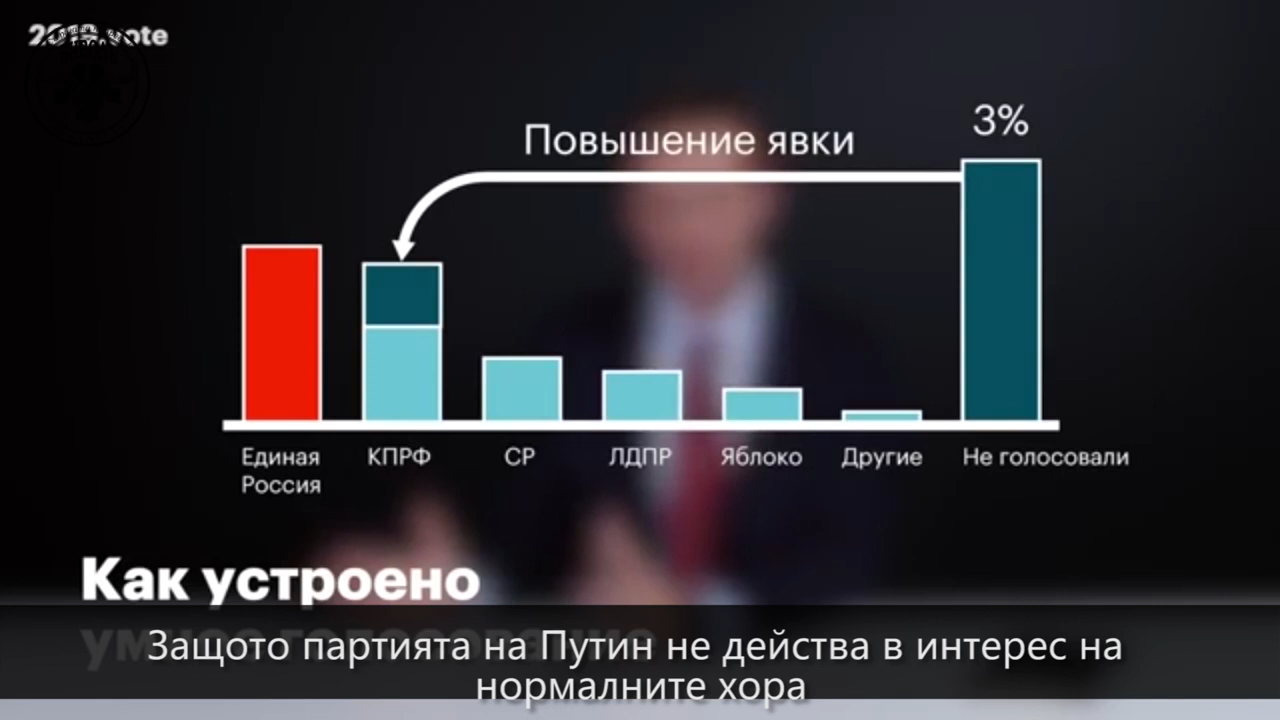 2019.vote
Повышение явки
3%
Единая
Россия
КПРФ
СР
ЛДПР
Яблоко
Другие
Не голосовали
Как устроено
Защото партията на Путин не действа в интерес на
нормалните хора